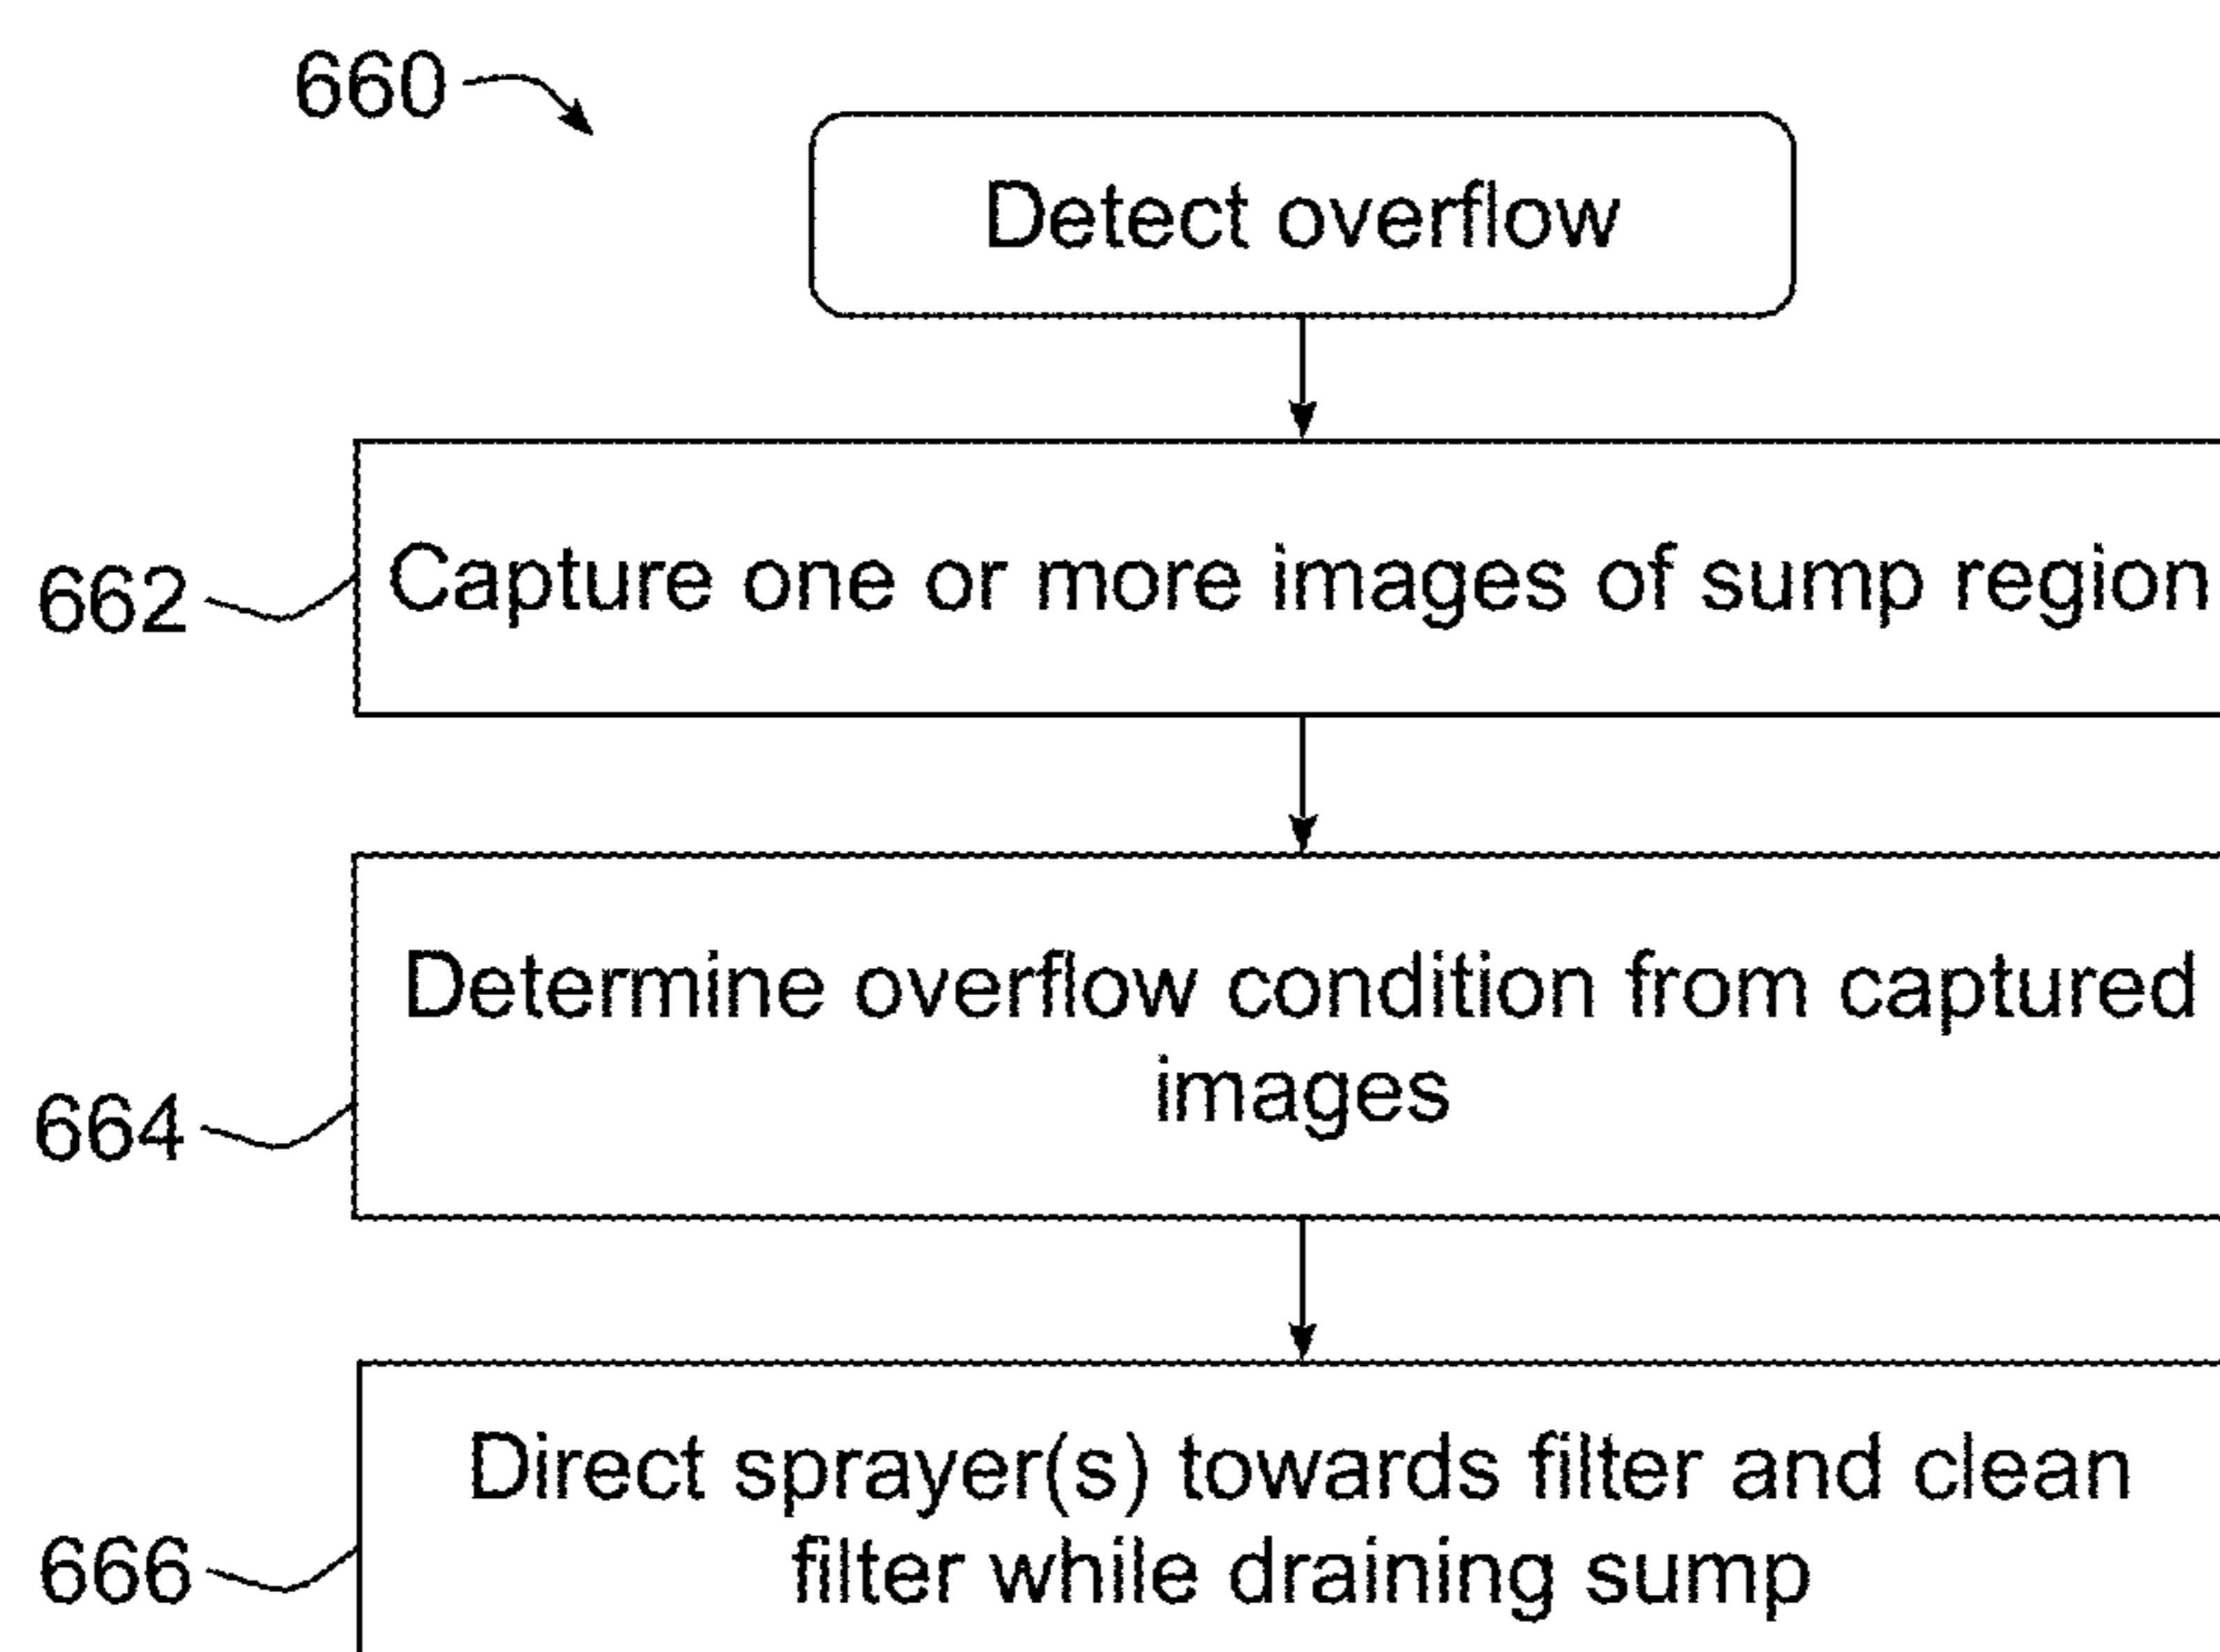 660
Detect overflow
662
Capture one or more images of sump region
Determine overflow condition from captured
images
664
Direct sprayer(s) towards filter and clean
filter while draining sump
666